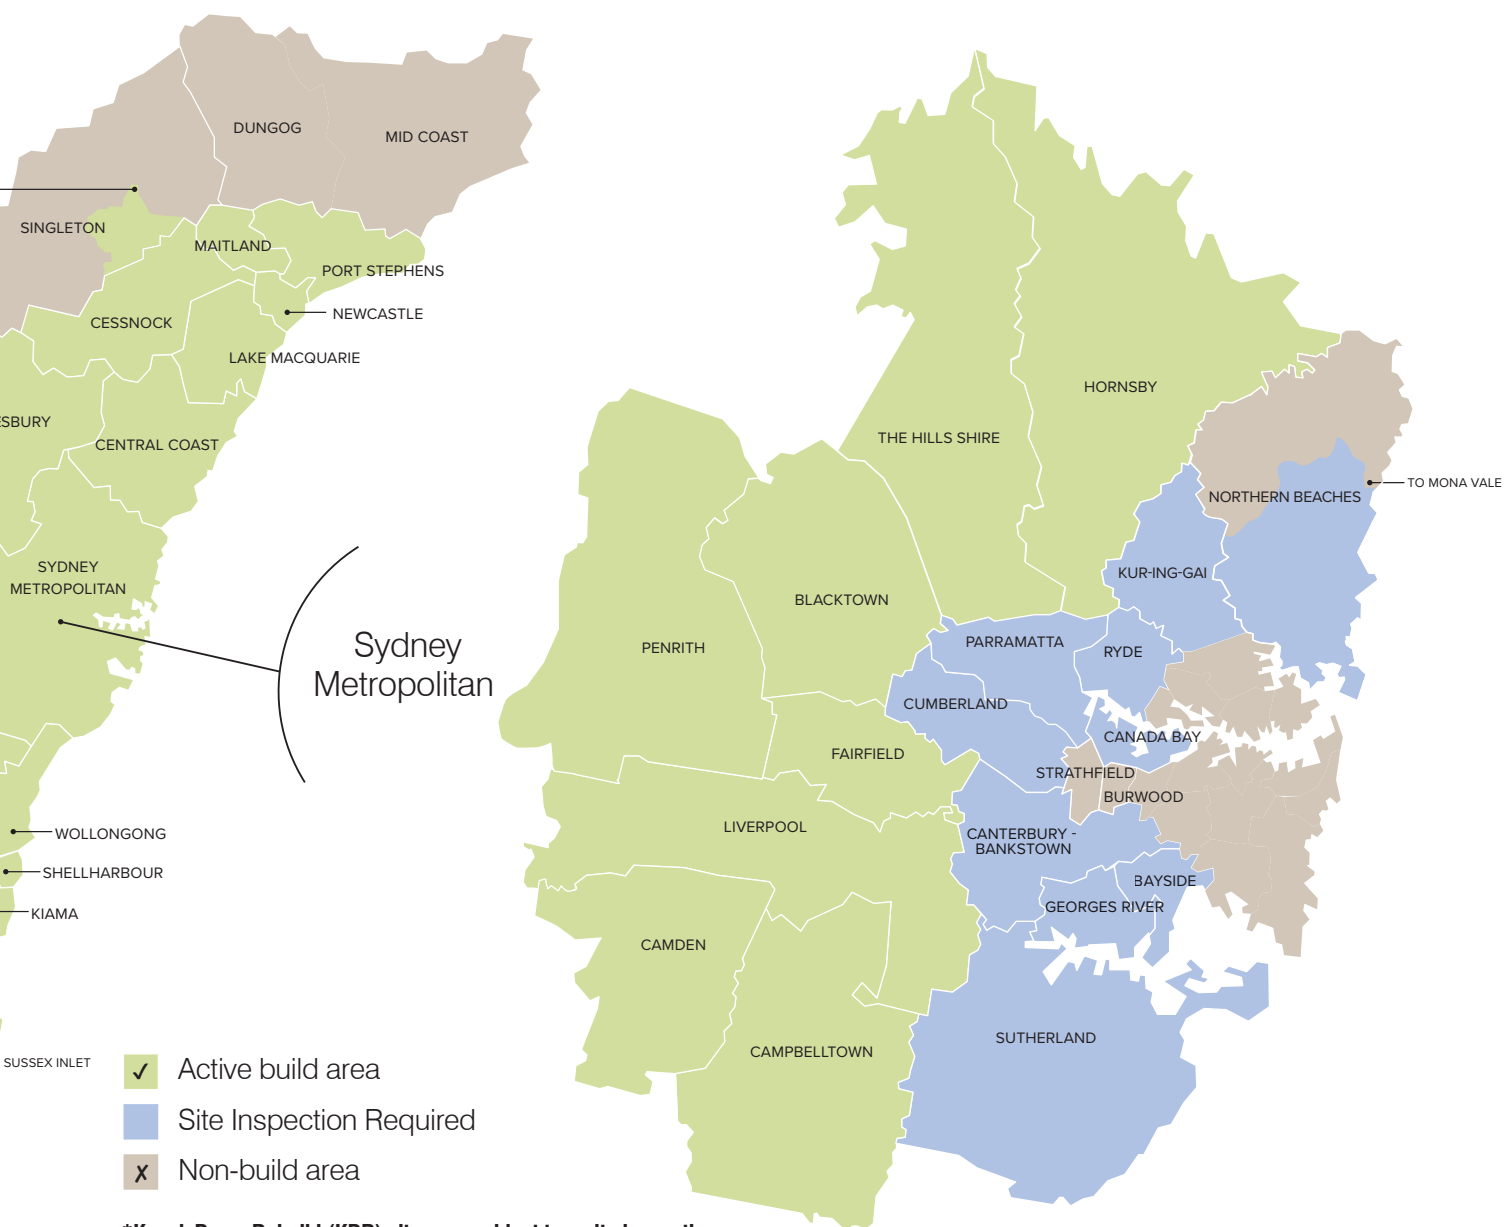 DUNGOG
MID COAST
SINGLETON
MAITLAND
PORT STEPHENS
NEWCASTLE
CESSNOCK
LAKE MACQUARIE
ESBURY
CENTRAL COAST
SYDNEY
METROPOLITAN
Sydney
Metropolitan
WOLLONGONG
SHELLHARBOUR
KIAMA
SUSSEX INLET
HORNSBY
THE HILLS SHIRE
TO MONA VALE
NORTHERN BEACHES
KUR-ING-GAI
BLACKTOWN
PENRITH
PARRAMATTA
RYDE
CUMBERLAND
CANADA BAY
FAIRFIELD
STRATHFIELD
BURWOOD
LIVERPOOL
CANTERBURY -
BANKSTOWN
BAYSIDE
GEORGES RIVER
CAMDEN
SUTHERLAND
CAMPBELLTOWN
✓ Active build area
Site Inspection Required
✗ Non-build area